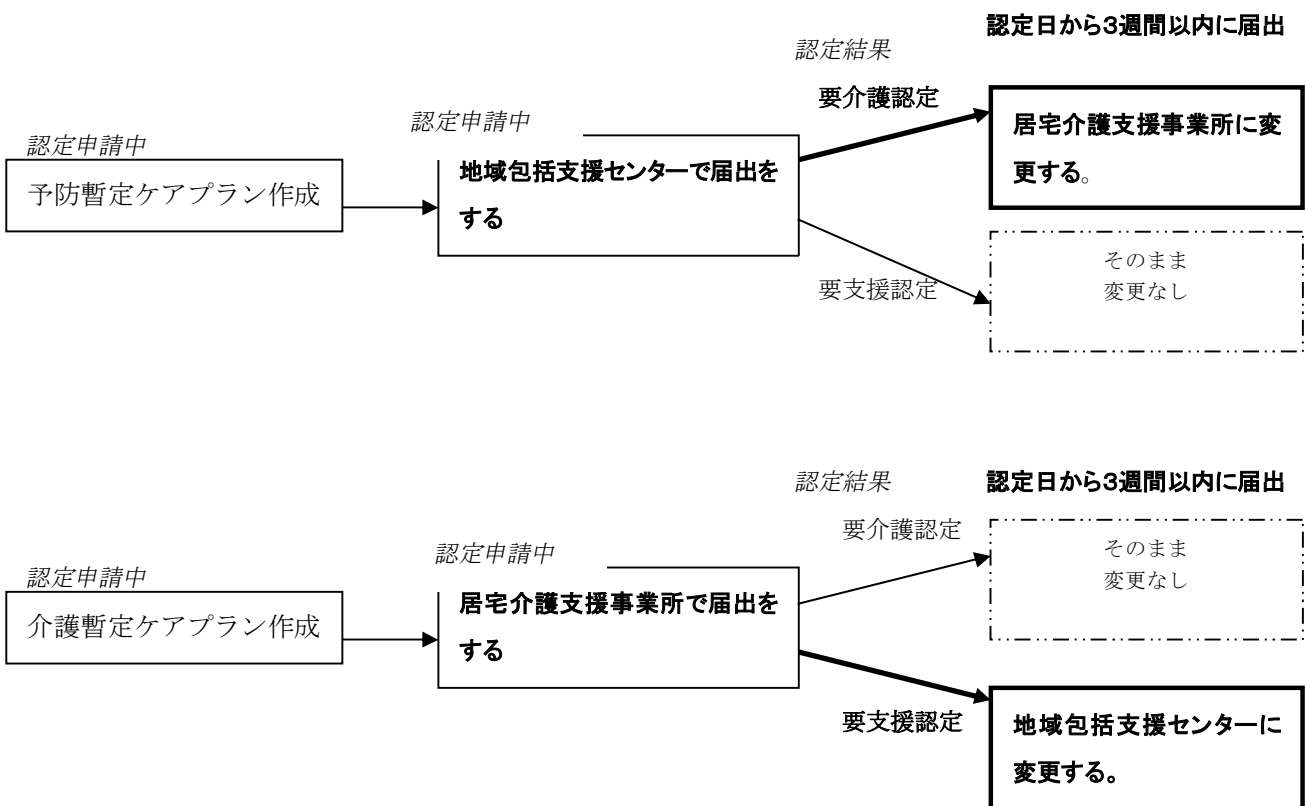 認定日から3週間以内に届出
認定結果
要介護認定
居宅介護支援事業所に変
更する。
認定申請中
地域包括支援センターで届出を
する
認定申請中
予防暫定ケアプラン作成
そのまま
変更なし
要支援認定
認定結果
認定日から3週間以内に届出
要介護認定
そのまま
変更なし
認定申請中
居宅介護支援事業所で届出を
する
認定申請中
介護暫定ケアプラン作成
要支援認定
地域包括支援センターに
変更する。